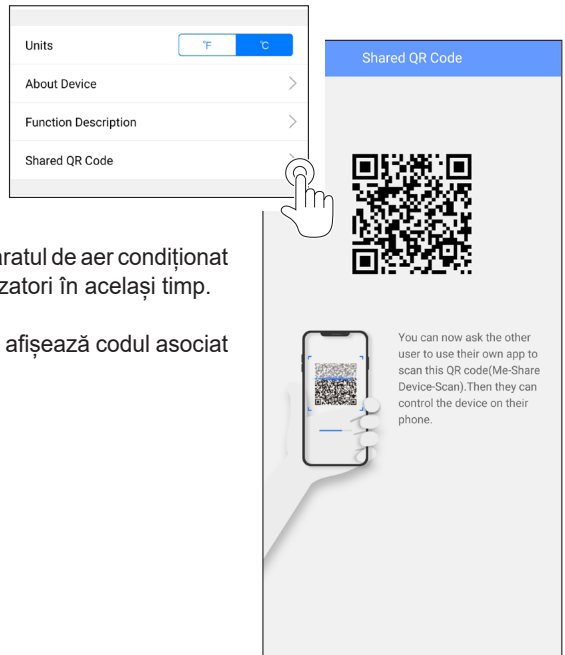 Units
°F
°C
About Device
Function Description
Shared QR Code
Shared QR Code
de aer condiționat
în același timp.
afișează codul asociat
You can now ask the other
user to use their own app to
scan this QR code(Me-Share
Device-Scan).Then they can
control the device on their
phone.